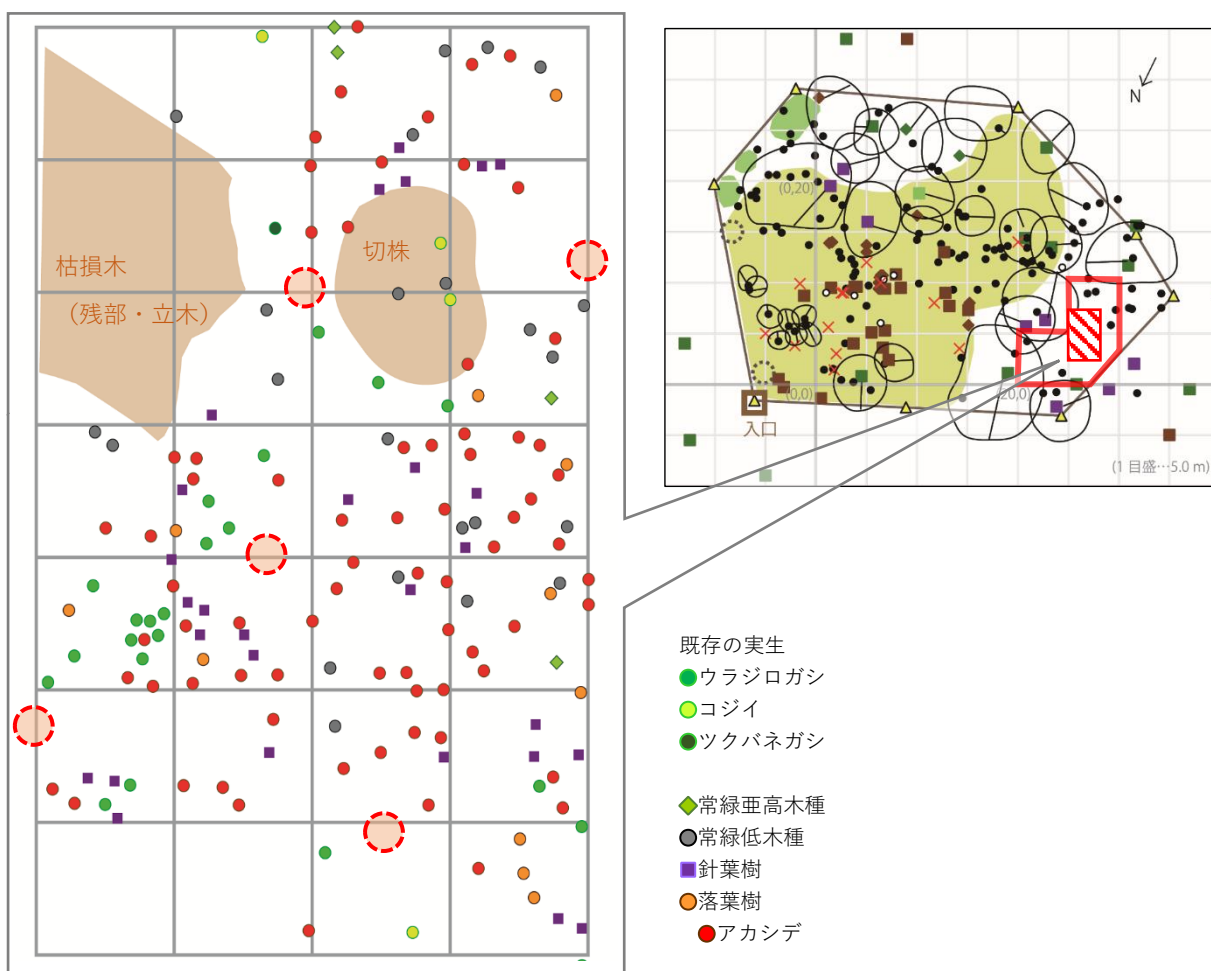 枯損木
（残部・立木）
切株
N
(0,20)
(0,0)
(20,0)
入口
(1 目盛…5.0 m)
既存の実生
ウラジロガシ
コジイ
ツクバネガシ
常緑亜高木種
常緑低木種
針葉樹
落葉樹
アカシデ